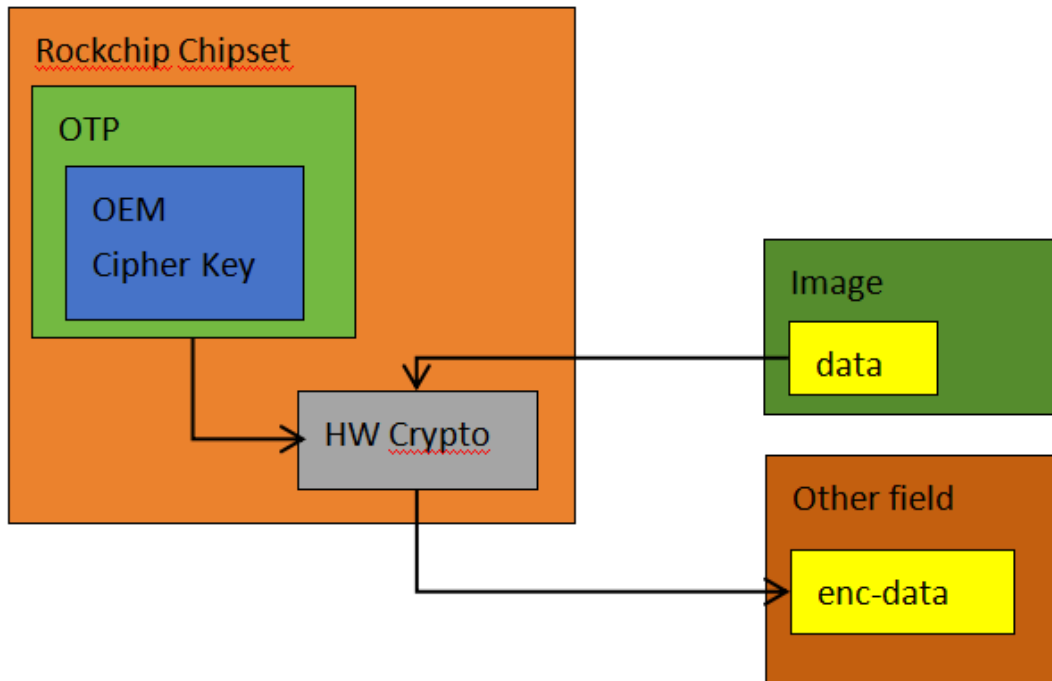 Rockchip Chipset
OTP
OEM
Cipher Key
Image
data
HW Crypto
Other field
enc-data